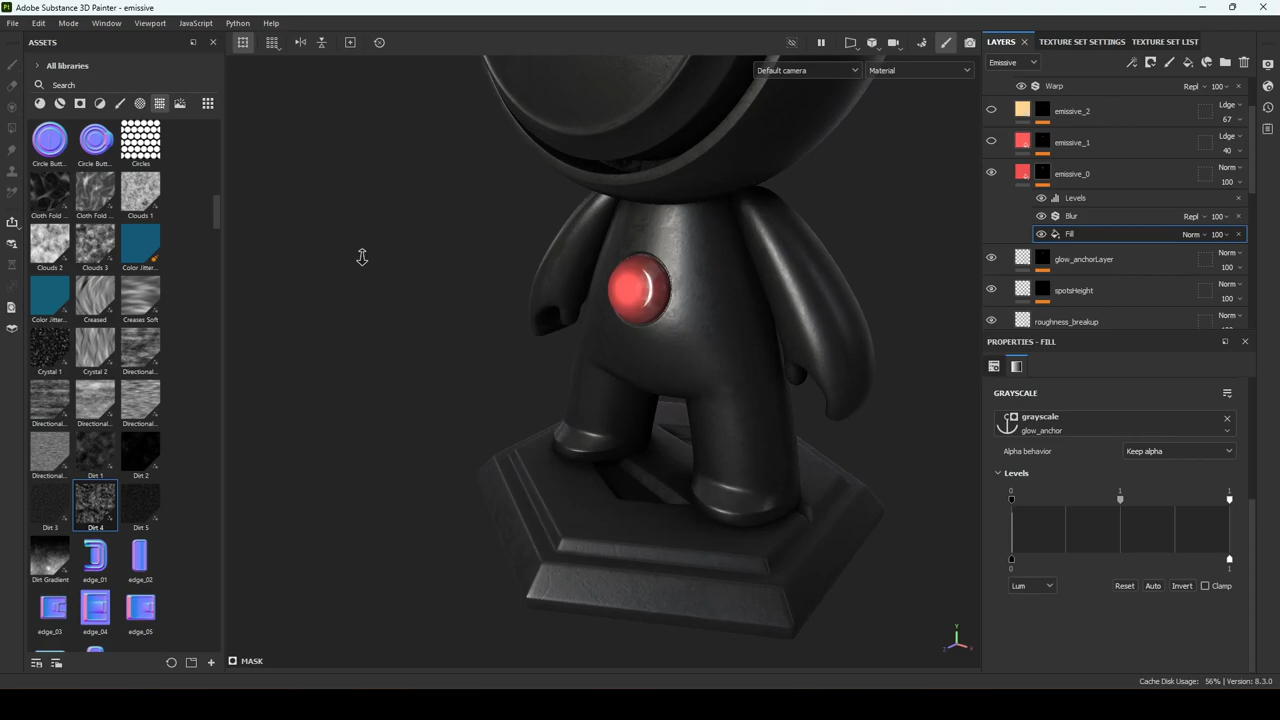 Adobe Substance 3D Painter - emissive
File Edit Mode Window Viewport JavaScript Python Help
ASSETS
All libraries
Search
Circle Butt...
Circle Butt...
Circles
Cloth Fold ...
Cloth Fold ...
Clouds 1
Clouds 2
Clouds 3
Color Jitter...
Color Jitter...
Creased
Creases Soft
Crystal 1
Crystal 2
Directional...
Directional...
Directional...
Directional...
Directional...
Dirt 1
Dirt 2
Dirt 3
Dirt 4
Dirt 5
Dirt Gradient
edge_01
edge_02
edge_03
edge_04
edge_05
Default camera
Material
MASK
Y
Z
X
LAYERS
TEXTURE SET SETTINGS
TEXTURE SET LIST
Emissive
Warp Repl 100
emissive_2 Ldge
67
emissive_1 Ldge
40
emissive_0 Norm
100
Levels
Blur Repl 100
Fill Norm 100
glow_anchorLayer Norm
100
spotsHeight Norm
100
roughness_breakup Norm
PROPERTIES - FILL
GRAYSCALE
grayscale
glow_anchor
Alpha behavior Keep alpha
Levels
0 1 1
0 1
Lum Reset Auto Invert Clamp
Cache Disk Usage: 56% | Version: 8.3.0